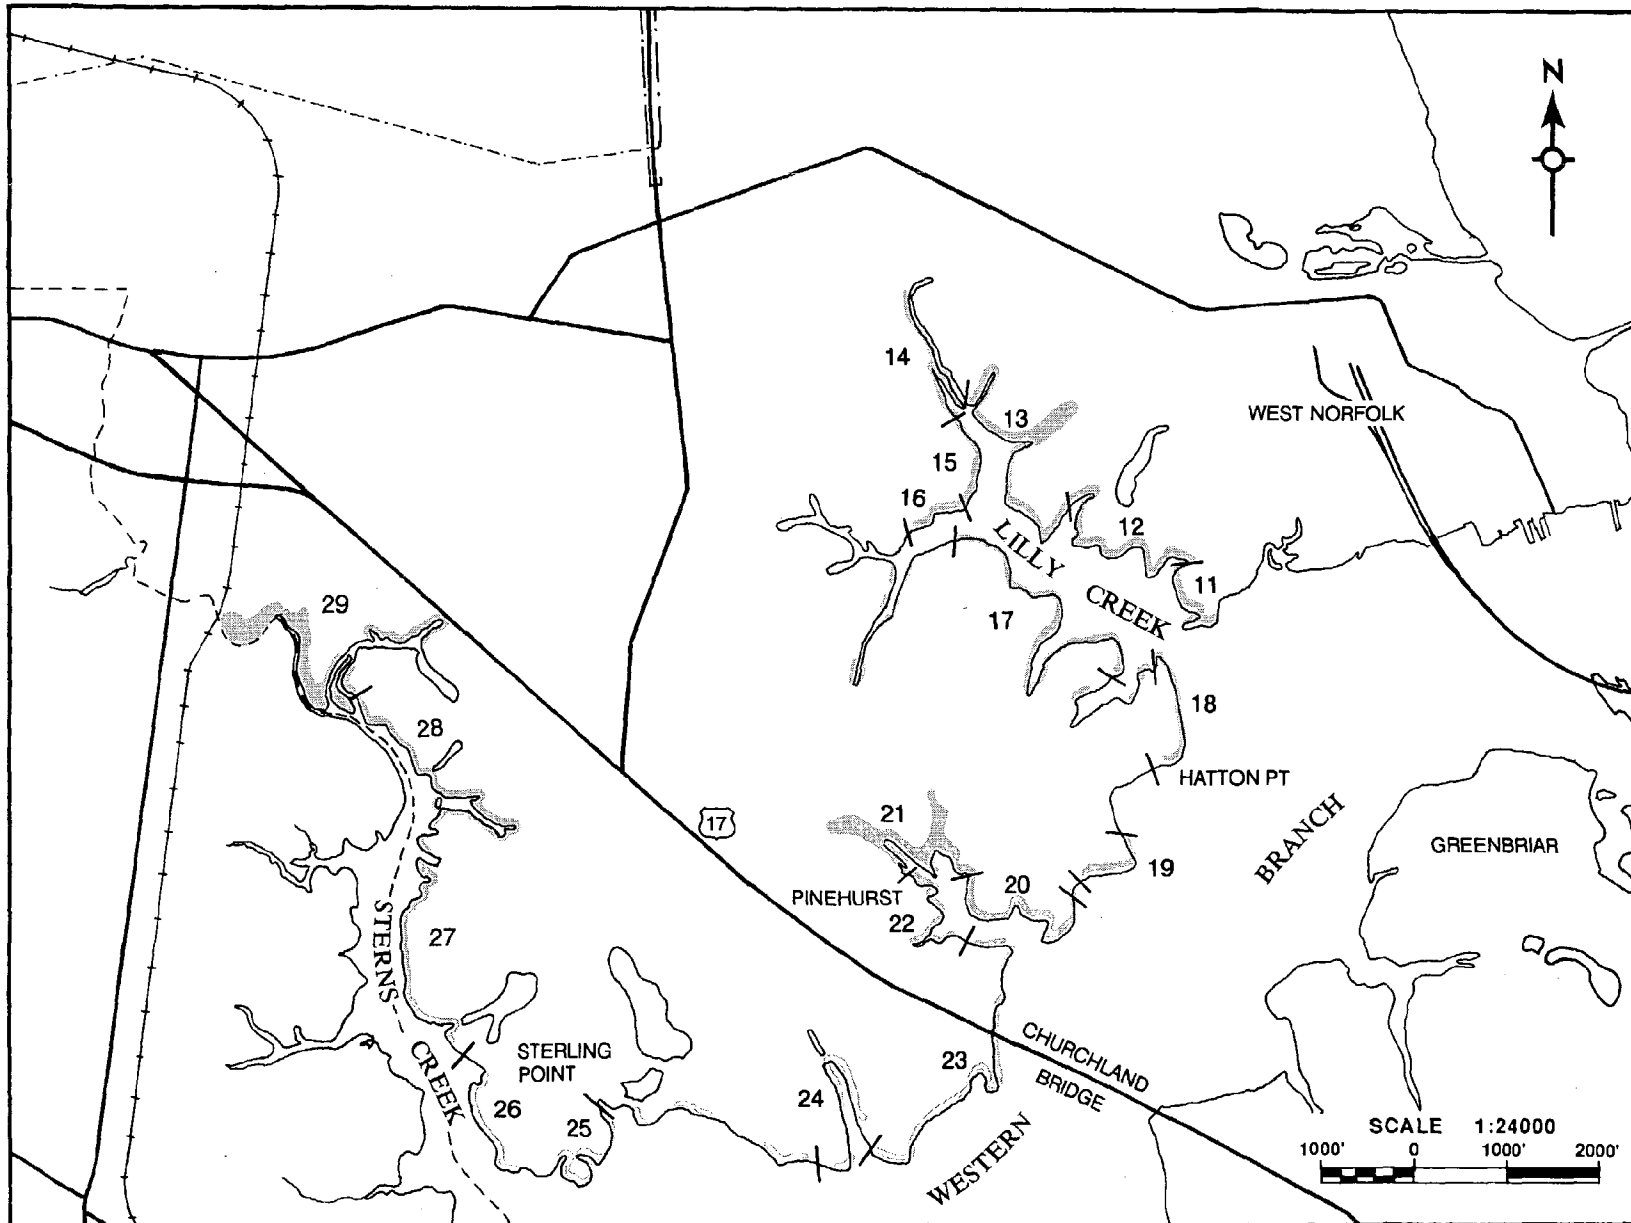 N
14
13
WEST NORFOLK
15
16
12
LILLY
CREEK
11
17
29
18
28
HATTON PT
21
17
BRANCH
GREENBRIAR
19
PINEHURST
20
22
27
STERNS
CREEK
STERLING
POINT
CHURCHLAND
BRIDGE
23
24
26
25
WESTERN
SCALE 1:24000
1000' 0 1000' 2000'